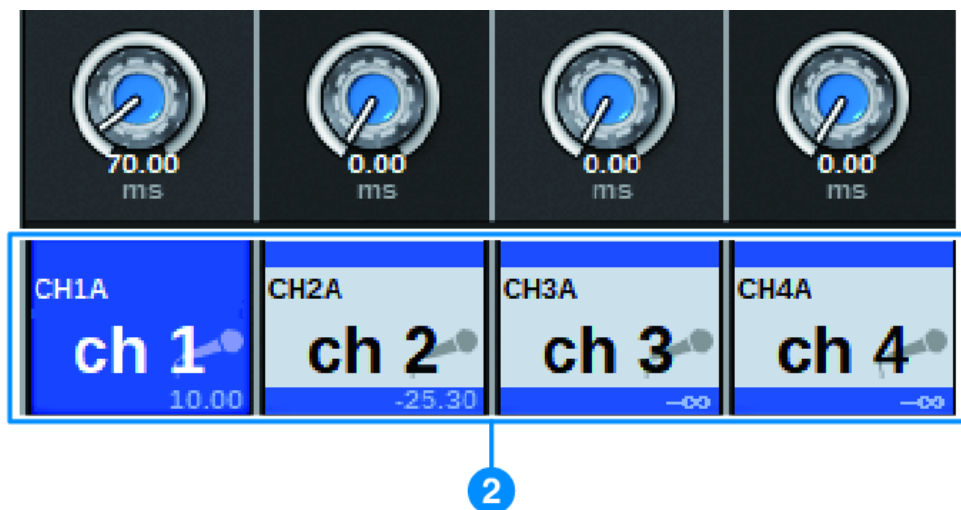 70.00 0.00 0.00 0.00
ms ms ms ms
CH1A CH2A CH3A CH4A
ch 1 ch 2 ch 3 ch 4
10.00 -25.30 -∞ -∞
2